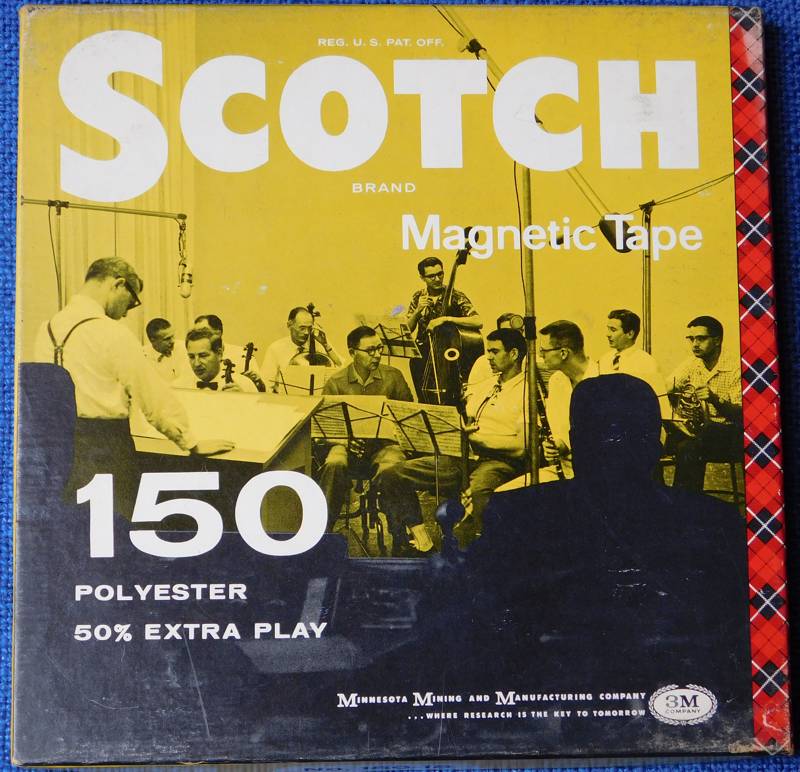 REG. U. S. PAT. OFF.
SCOTCH
BRAND
Magnetic Tape
150
POLYESTER
50% EXTRA PLAY
MINNESOTA MINING AND MANUFACTURING COMPANY
...WHERE RESEARCH IS THE KEY TO TOMORROW
3M
COMPANY